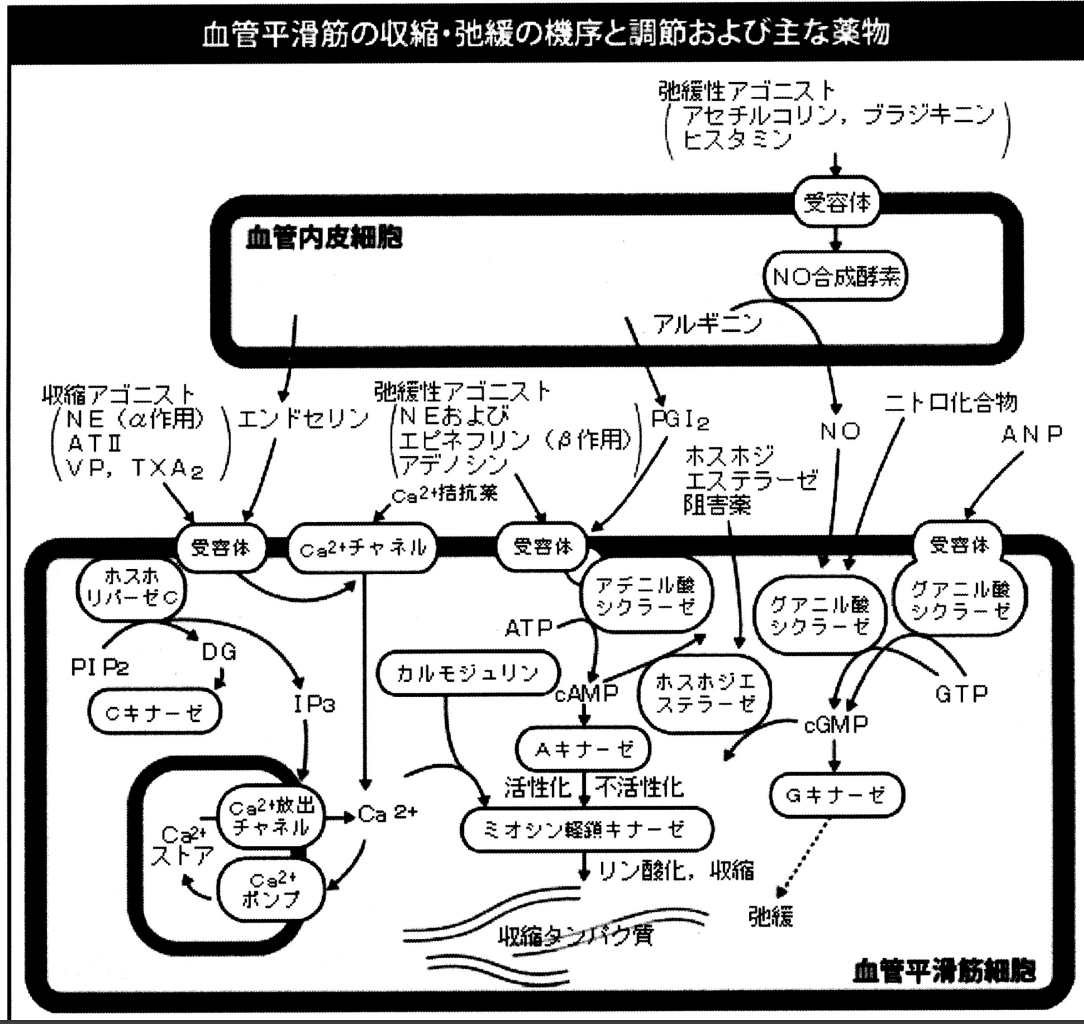 血管平滑筋の収縮・弛緩の機序と調節および主な薬物
弛緩性アゴニスト
(アセチルコリン, ブラジキニン
ヒスタミン)
受容体
血管内皮細胞
NO合成酵素
アルギニン
収縮アゴニスト
(NE(α作用)
ATⅡ
VP, TXA2)
エンドセリン
弛緩性アゴニスト
(NEおよび
エピネフリン(β作用)
アデノシン)
Ca2+拮抗薬
PGI2
ホスホジ
エステラーゼ
阻害薬
NO
ニトロ化合物
ANP
受容体
Ca2+チャネル
受容体
受容体
ホスホ
リパーゼC
アデニル酸
シクラーゼ
グアニル酸
シクラーゼ
グアニル酸
シクラーゼ
ATP
PIP2
DG
カルモジュリン
cAMP
ホスホジエ
ステラーゼ
GTP
Cキナーゼ
IP3
cGMP
Aキナーゼ
活性化
不活性化
Gキナーゼ
Ca2+放出
チャネル
Ca2+
Ca2+
ストア
ミオシン軽鎖キナーゼ
Ca2+
ポンプ
リン酸化, 収縮
弛緩
収縮タンパク質
血管平滑筋細胞